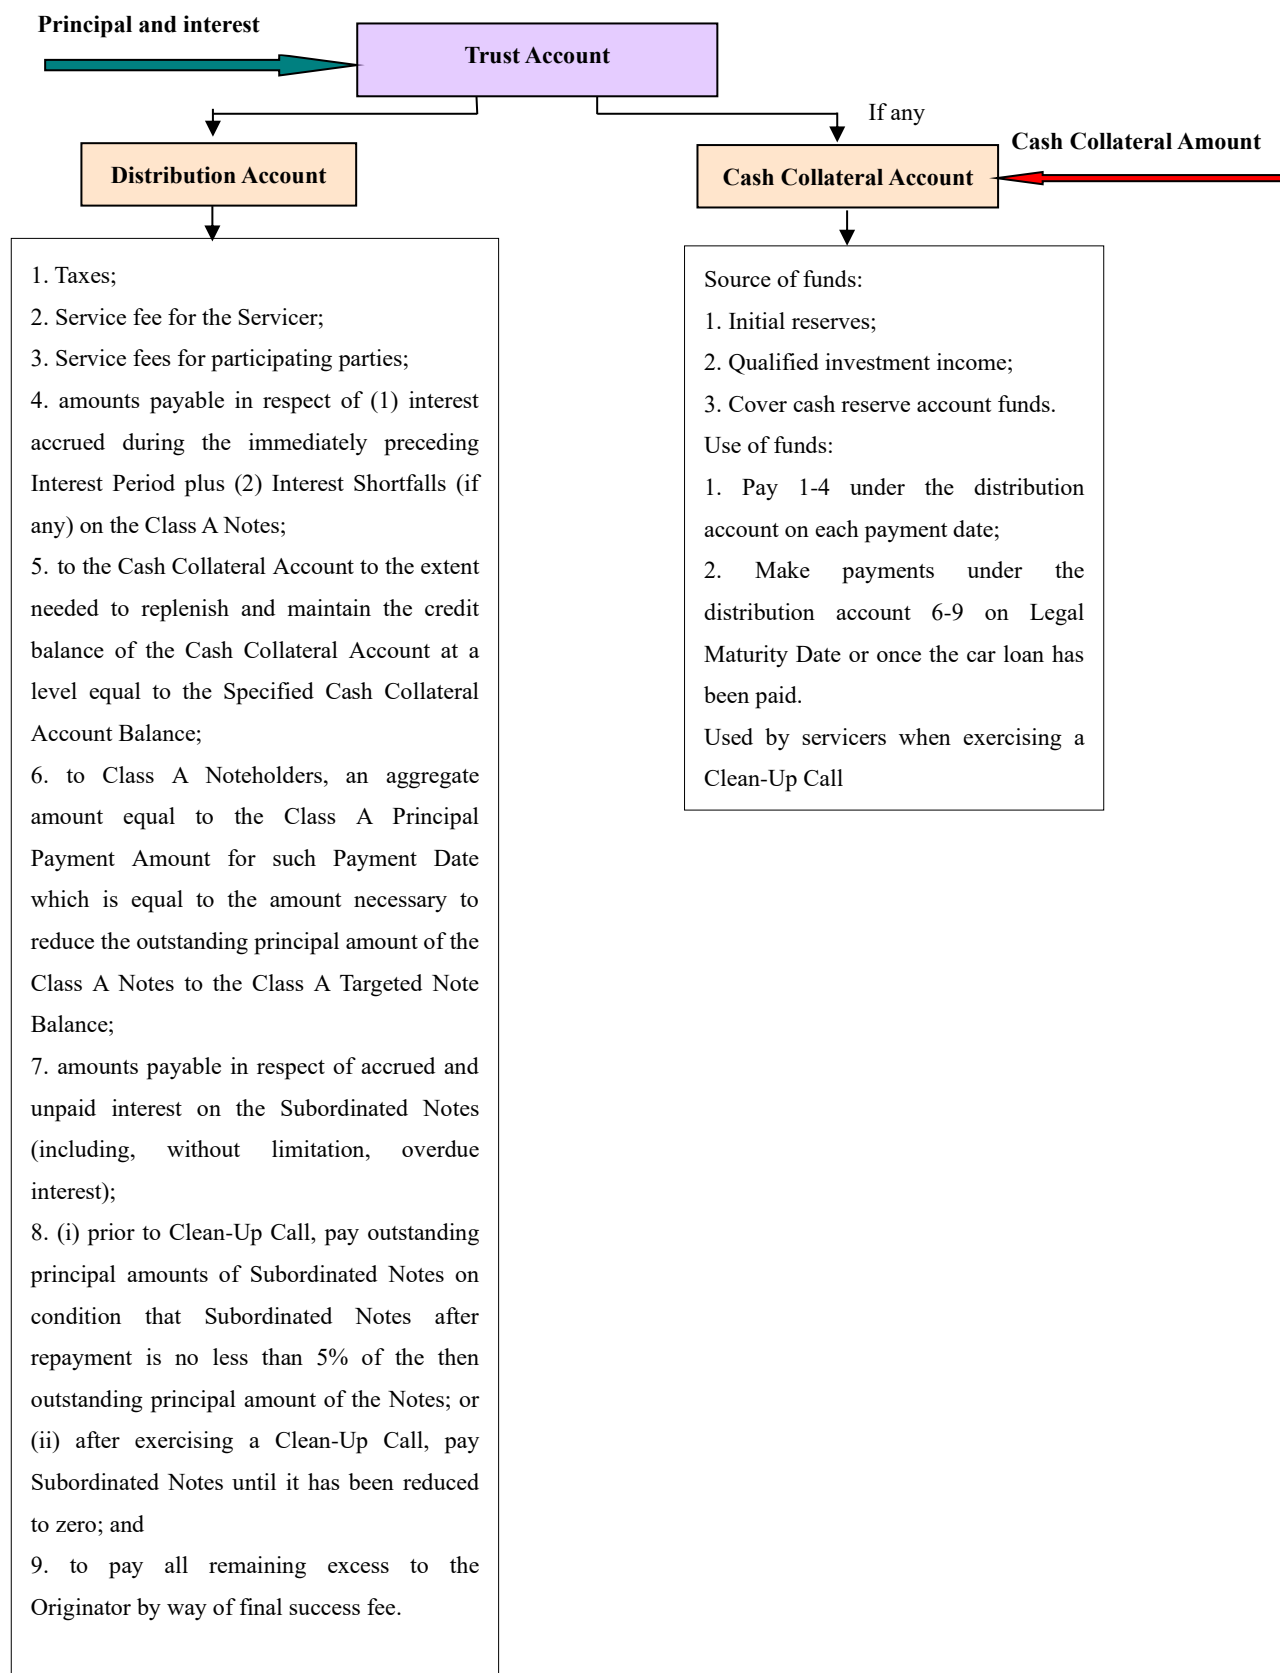 Principal and interest
Trust Account
If any
Cash Collateral Amount
Distribution Account
Cash Collateral Account
1. Taxes;
2. Service fee for the Servicer;
3. Service fees for participating parties;
4. amounts payable in respect of (1) interest
accrued during the immediately preceding
Interest Period plus (2) Interest Shortfalls (if
any) on the Class A Notes;
5. to the Cash Collateral Account to the extent
needed to replenish and maintain the credit
balance of the Cash Collateral Account at a
level equal to the Specified Cash Collateral
Account Balance;
6. to Class A Noteholders, an aggregate
amount equal to the Class A Principal
Payment Amount for such Payment Date
which is equal to the amount necessary to
reduce the outstanding principal amount of the
Class A Notes to the Class A Targeted Note
Balance;
7. amounts payable in respect of accrued and
unpaid interest on the Subordinated Notes
(including, without limitation, overdue
interest);
8. (i) prior to Clean-Up Call, pay outstanding
principal amounts of Subordinated Notes on
condition that Subordinated Notes after
repayment is no less than 5% of the then
outstanding principal amount of the Notes; or
(ii) after exercising a Clean-Up Call, pay
Subordinated Notes until it has been reduced
to zero; and
9. to pay all remaining excess to the
Originator by way of final success fee.
Source of funds:
1. Initial reserves;
2. Qualified investment income;
3. Cover cash reserve account funds.
Use of funds:
1. Pay 1-4 under the distribution
account on each payment date;
2. Make payments under the
distribution account 6-9 on Legal
Maturity Date or once the car loan has
been paid.
Used by servicers when exercising a
Clean-Up Call